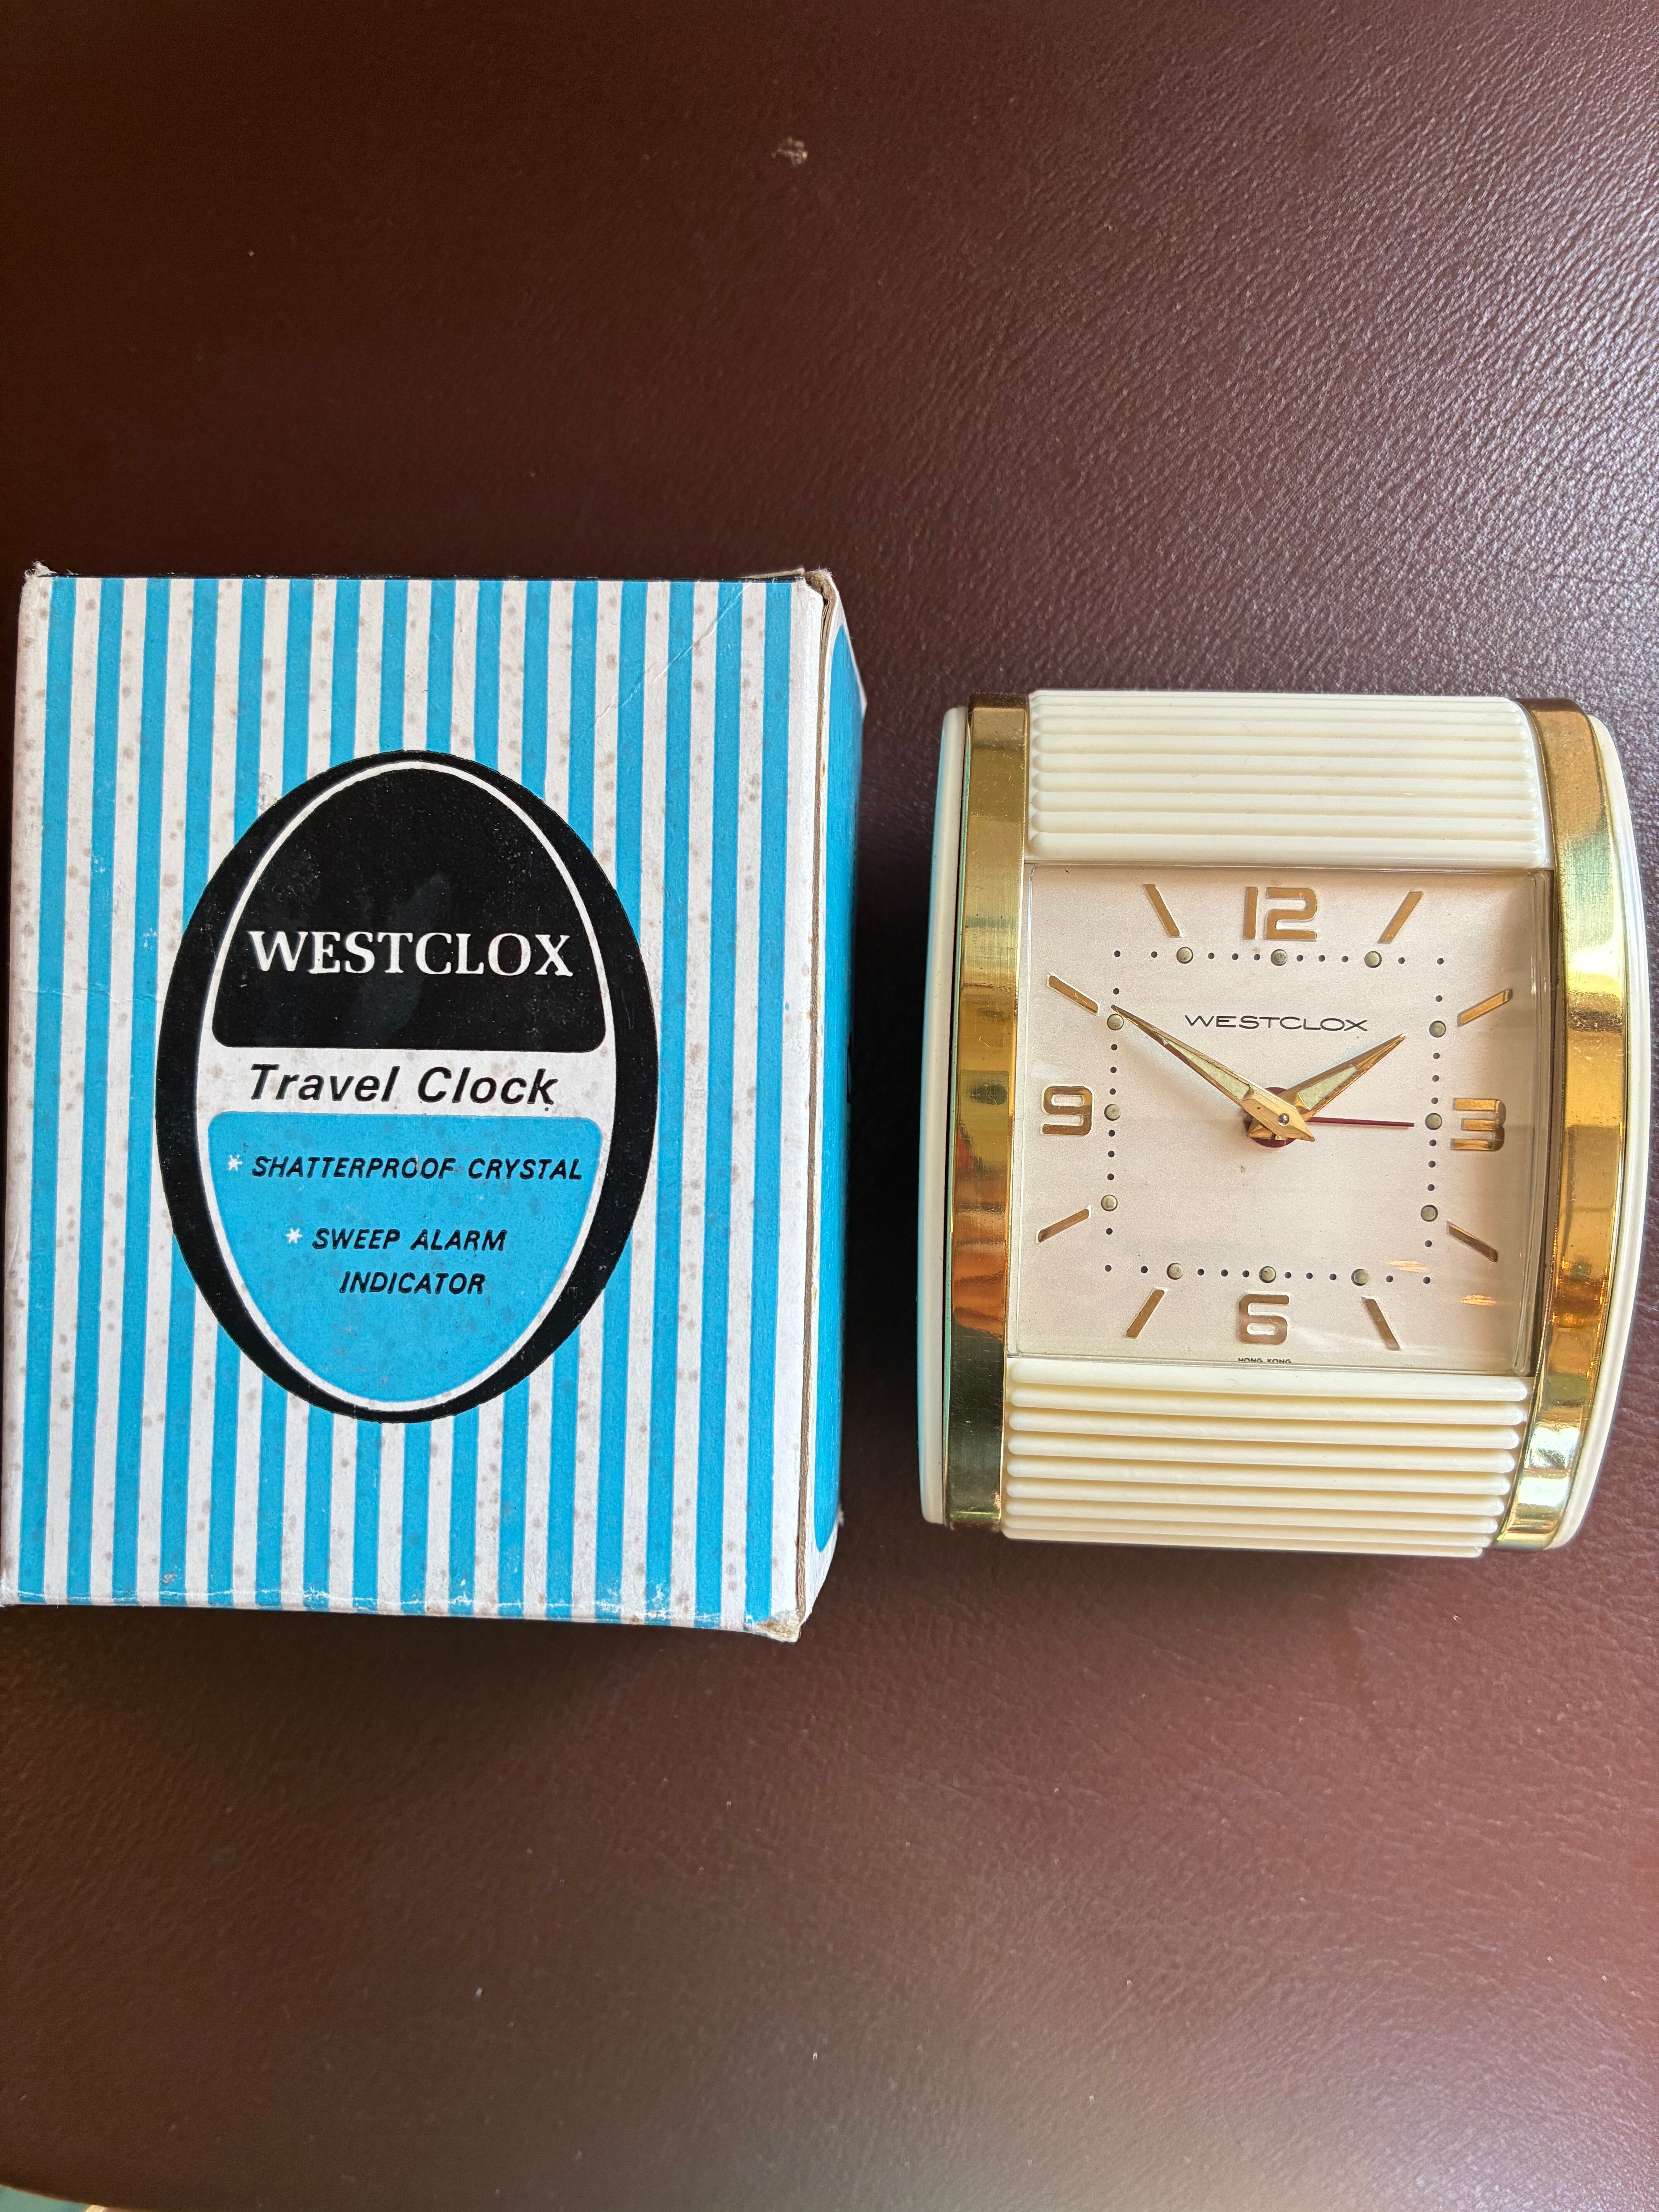 WESTCLOX
Travel Clock
* SHATTERPROOF CRYSTAL
* SWEEP ALARM
INDICATOR
12
WESTCLOX
9
3
6
HONG KONG